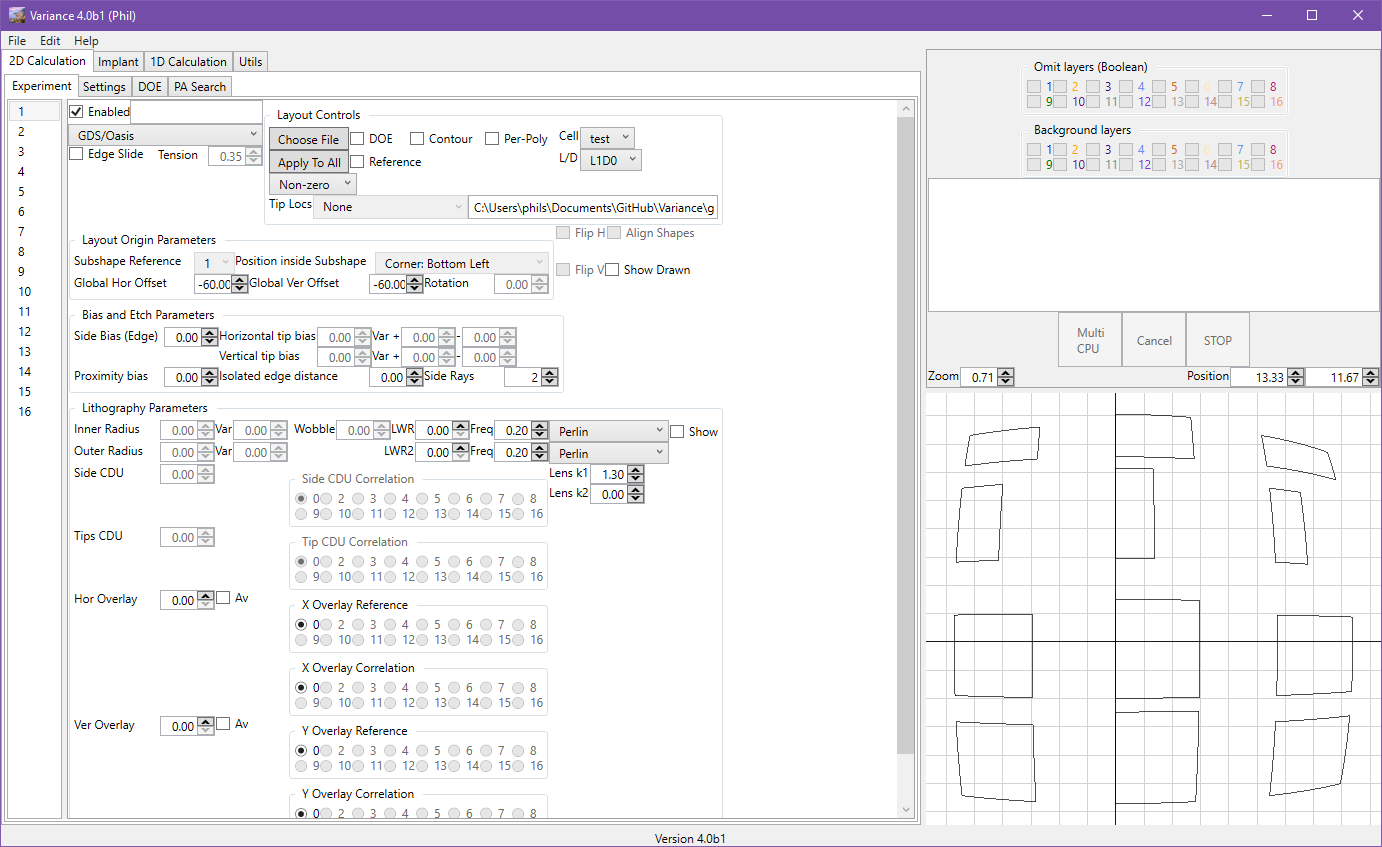 Variance 4.0b1 (Phil)
File Edit Help
2D Calculation Implant 1D Calculation Utils
Experiment Settings DOE PA Search
1
2
3
4
5
6
7
8
9
10
11
12
13
14
15
16
Enabled
GDS/Oasis
Edge Slide Tension 0.35
Layout Controls
Choose File DOE Contour Per-Poly Cell test
Apply To All Reference L/D L1D0
Non-zero
Tip Locs None C:\Users\phils\Documents\GitHub\Variance\g
Flip H Align Shapes
Layout Origin Parameters
Subshape Reference 1 Position inside Subshape Corner: Bottom Left
Flip V Show Drawn
Global Hor Offset -60.00 Global Ver Offset -60.00 Rotation 0.00
Bias and Etch Parameters
Side Bias (Edge) 0.00 Horizontal tip bias 0.00 Var + 0.00 - 0.00
Vertical tip bias 0.00 Var + 0.00 - 0.00
Proximity bias 0.00 Isolated edge distance 0.00 Side Rays 2
Lithography Parameters
Inner Radius 0.00 Var 0.00 Wobble 0.00 LWR 0.00 Freq 0.20 Perlin Show
Outer Radius 0.00 Var 0.00 LWR2 0.00 Freq 0.20 Perlin
Side CDU 0.00 Lens k1 1.30
Lens k2 0.00
Side CDU Correlation
0 2 3 4 5 6 7 8
9 10 11 12 13 14 15 16
Tips CDU 0.00
Tip CDU Correlation
0 2 3 4 5 6 7 8
9 10 11 12 13 14 15 16
Hor Overlay 0.00 Av
X Overlay Reference
0 2 3 4 5 6 7 8
9 10 11 12 13 14 15 16
X Overlay Correlation
0 2 3 4 5 6 7 8
9 10 11 12 13 14 15 16
Ver Overlay 0.00 Av
Y Overlay Reference
0 2 3 4 5 6 7 8
9 10 11 12 13 14 15 16
Y Overlay Correlation
0 2 3 4 5 6 7 8
Omit layers (Boolean)
1 2 3 4 5 6 7 8
9 10 11 12 13 14 15 16
Background layers
1 2 3 4 5 6 7 8
9 10 11 12 13 14 15 16
Multi
CPU
Cancel
STOP
Zoom 0.71 Position 13.33 11.67
Version 4.0b1